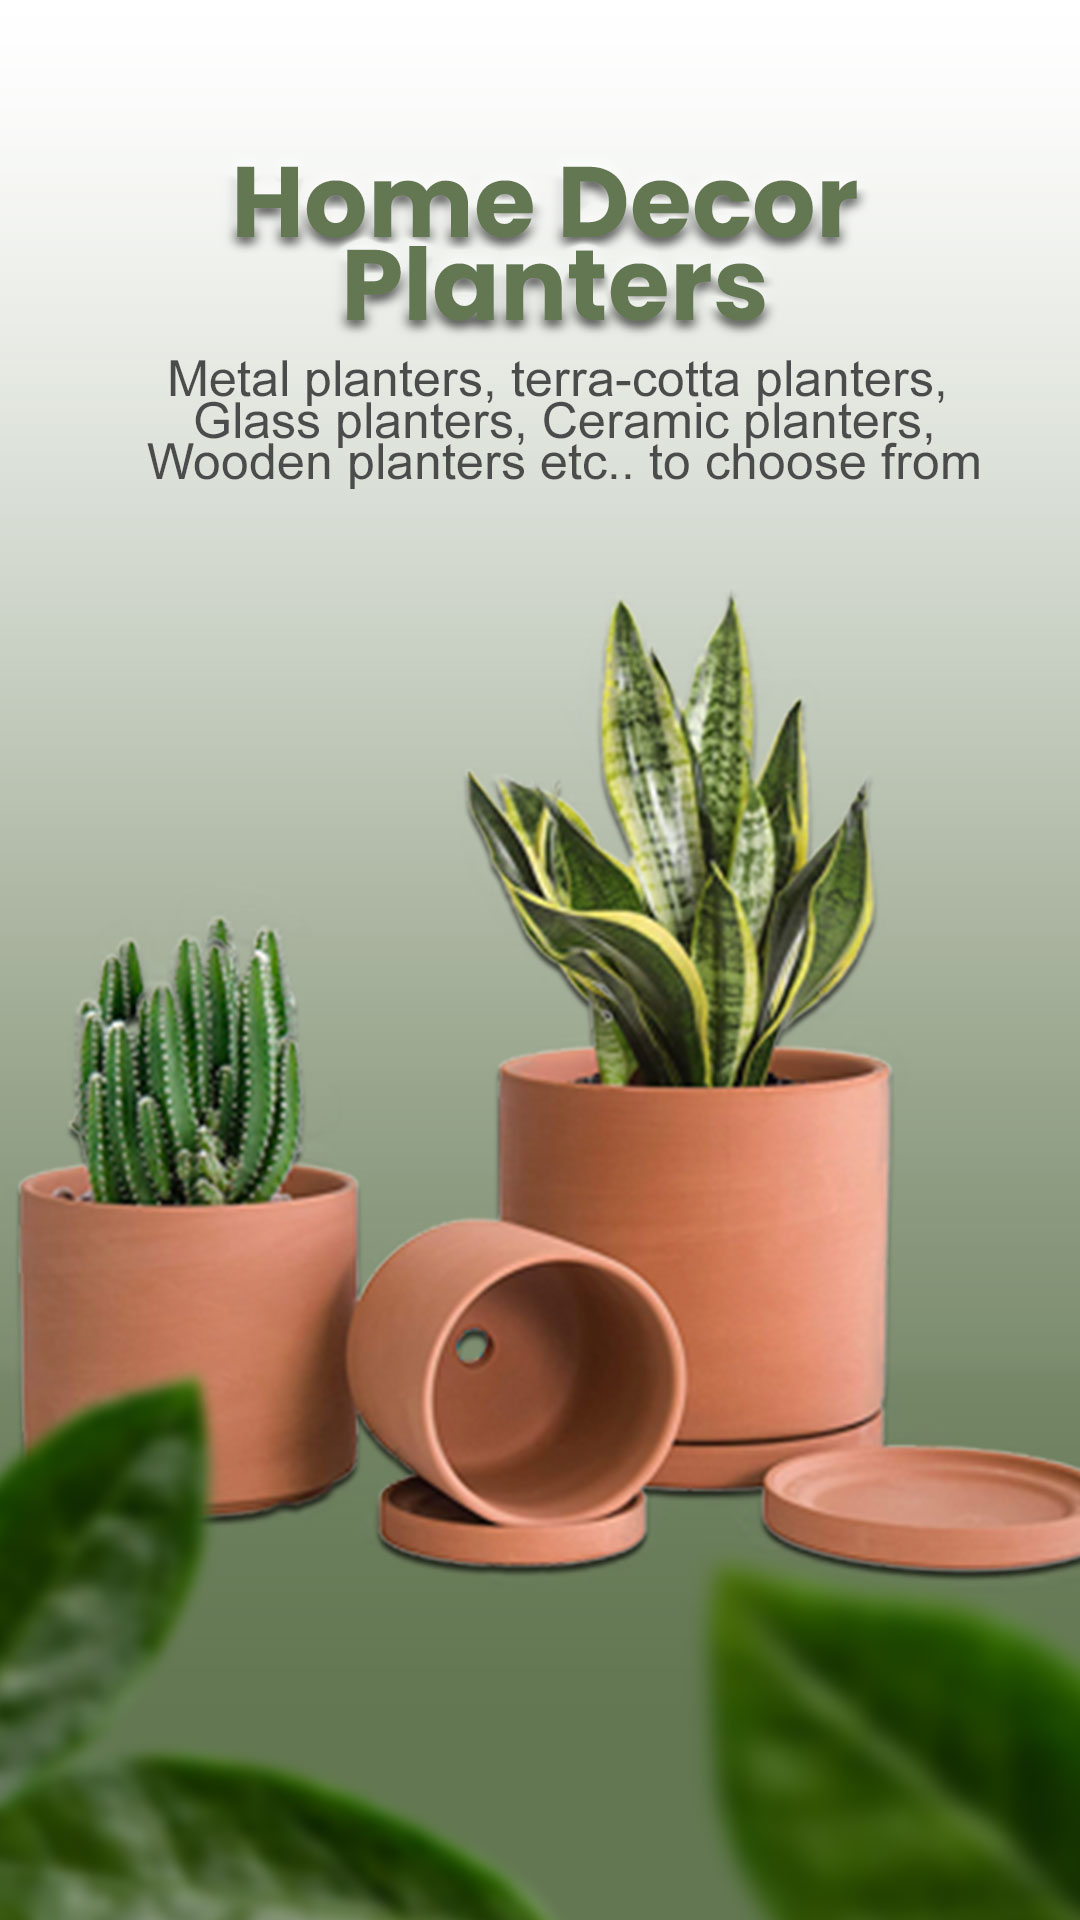 Home Decor
Planters
Metal planters, terra-cotta planters,
Glass planters, Ceramic planters,
Wooden planters etc.. to choose from